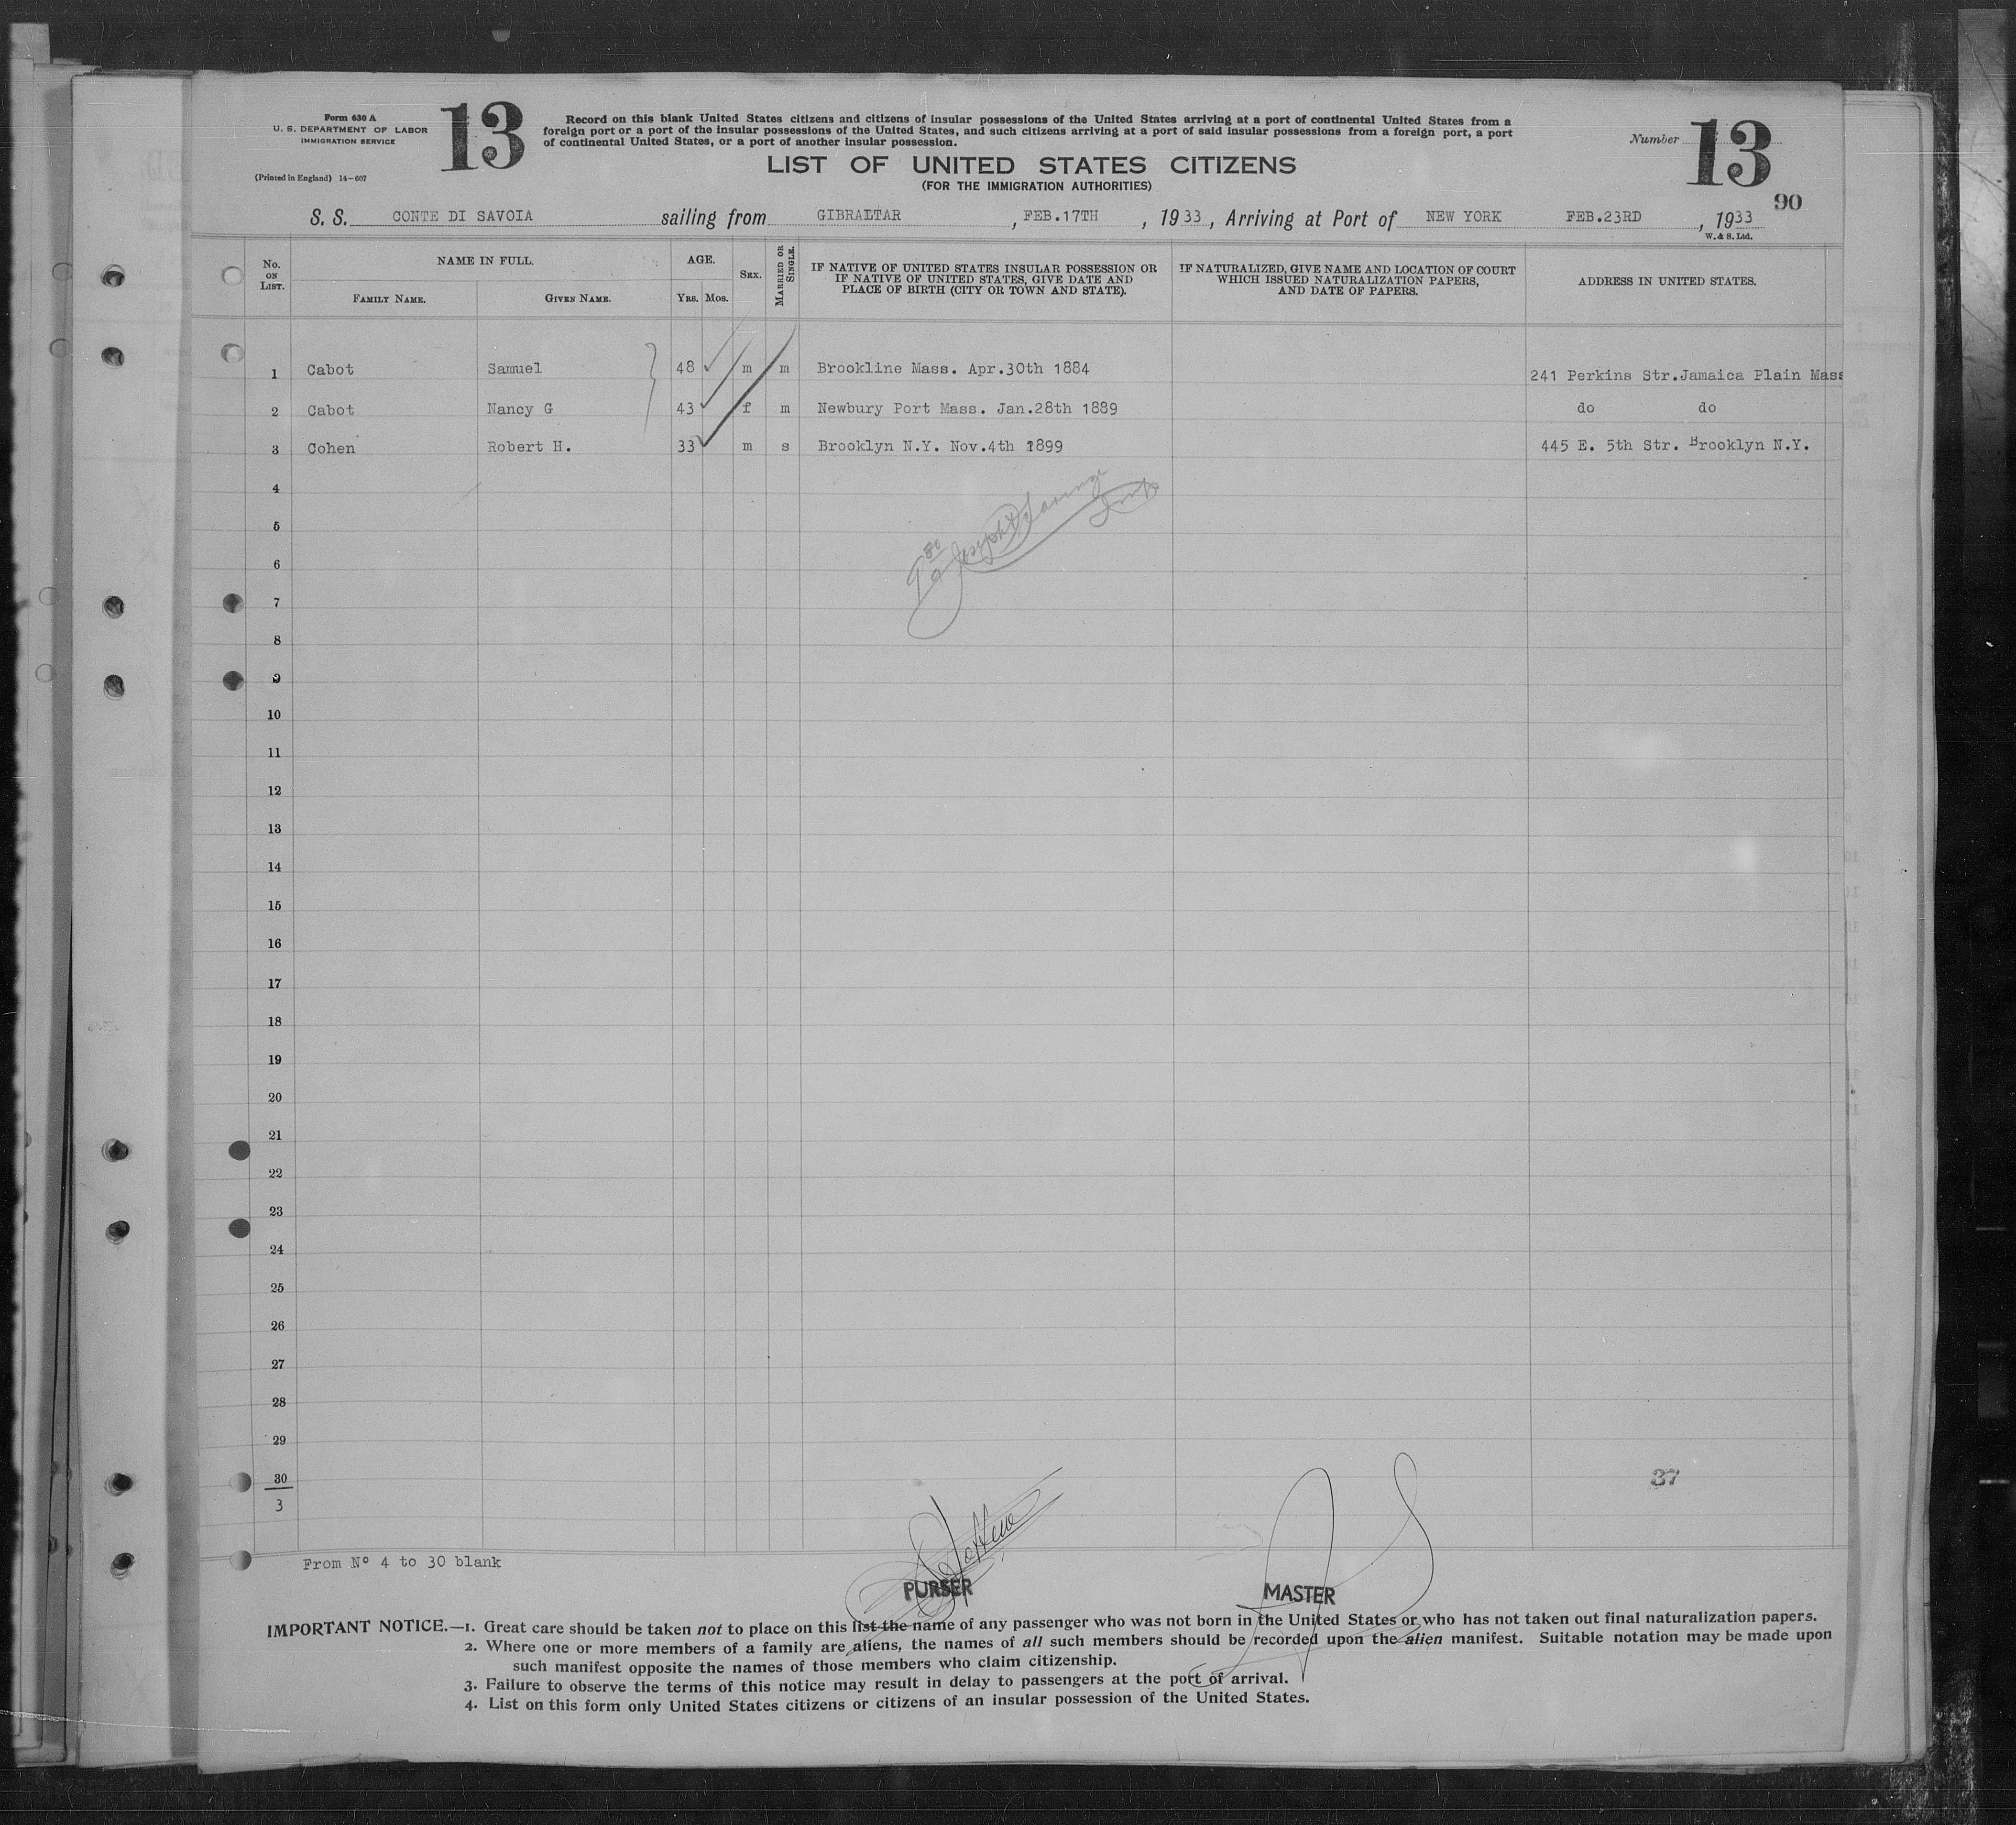 Form 630 A
U. S. DEPARTMENT OF LABOR
IMMIGRATION SERVICE
(Printed in England) 14—607
13
Record on this blank United States citizens and citizens of insular possessions of the United States arriving at a port of continental United States from a
foreign port or a port of the insular possessions of the United States, and such citizens arriving at a port of said insular possessions from a foreign port, a port
of continental United States, or a port of another insular possession.
LIST OF UNITED STATES CITIZENS
(FOR THE IMMIGRATION AUTHORITIES)
Number 13
90
S. S. CONTE DI SAVOIA sailing from GIBRALTAR , FEB.17TH , 1933, Arriving at Port of NEW YORK FEB.23RD , 1933
W. & S. Ltd.
No. ON LIST.
NAME IN FULL.
FAMILY NAME.
GIVEN NAME.
AGE.
YRS. MOS.
SEX.
MARRIED OR SINGLE.
IF NATIVE OF UNITED STATES INSULAR POSSESSION OR
IF NATIVE OF UNITED STATES, GIVE DATE AND
PLACE OF BIRTH (CITY OR TOWN AND STATE).
IF NATURALIZED, GIVE NAME AND LOCATION OF COURT
WHICH ISSUED NATURALIZATION PAPERS,
AND DATE OF PAPERS.
ADDRESS IN UNITED STATES.
1 Cabot Samuel 48 m m Brookline Mass. Apr.30th 1884 241 Perkins Str.Jamaica Plain Mass
2 Cabot Nancy G 43 f m Newbury Port Mass. Jan.28th 1889 do do
3 Cohen Robert H. 33 m s Brooklyn N.Y. Nov.4th 1899 445 E. 5th Str. Brooklyn N.Y.
4
5
6
7
8
9
10
11
12
13
14
15
16
17
18
19
20
21
22
23
24
25
26
27
28
29
30
3
37
From Nº 4 to 30 blank
PURSER
MASTER
IMPORTANT NOTICE.—1. Great care should be taken not to place on this list the name of any passenger who was not born in the United States or who has not taken out final naturalization papers.
2. Where one or more members of a family are aliens, the names of all such members should be recorded upon the alien manifest. Suitable notation may be made upon
such manifest opposite the names of those members who claim citizenship.
3. Failure to observe the terms of this notice may result in delay to passengers at the port of arrival.
4. List on this form only United States citizens or citizens of an insular possession of the United States.